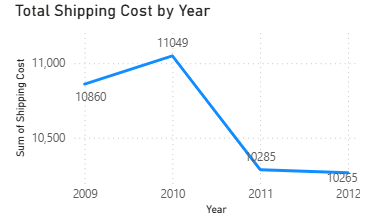 Total Shipping Cost by Year
11049
11,000
10860
Sum of Shipping Cost
10,500
10285
10265
2009 2010 2011 2012
Year